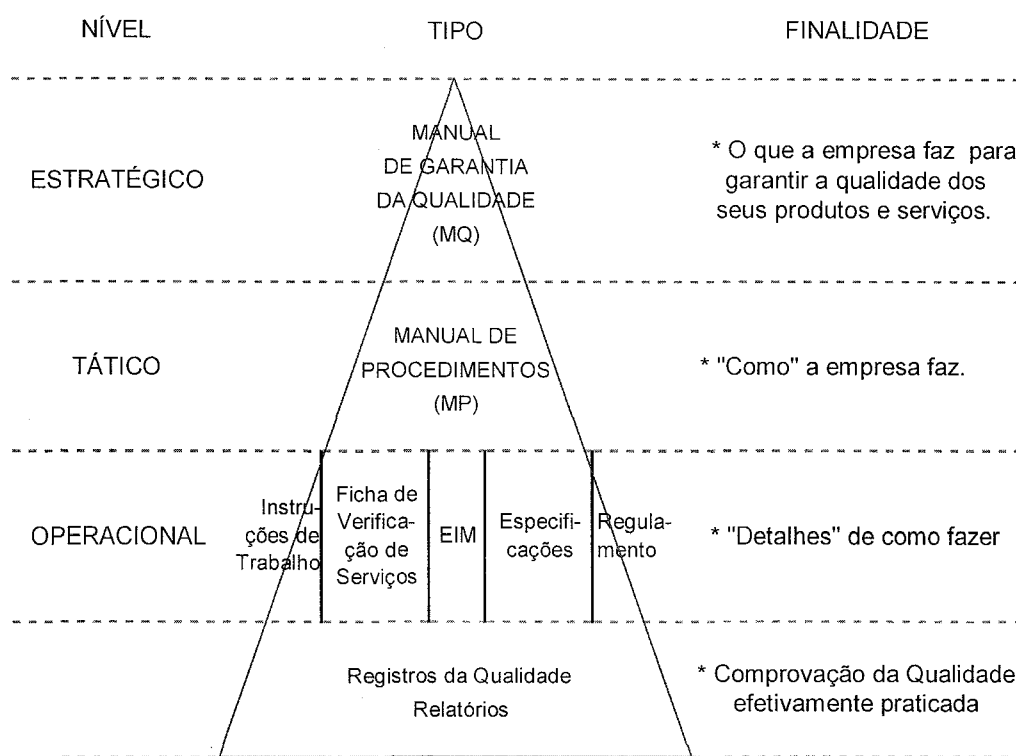 NÍVEL TIPO FINALIDADE
ESTRATÉGICO
MANUAL
DE GARANTIA
DA QUALIDADE
(MQ)
* O que a empresa faz para
garantir a qualidade dos
seus produtos e serviços.
TÁTICO
MANUAL DE
PROCEDIMENTOS
(MP)
* "Como" a empresa faz.
OPERACIONAL
Instru-
ções de
Trabalho
Ficha de
Verifica-
ção de
Serviços
EIM
Especifi-
cações
Regula-
mento
* "Detalhes" de como fazer
Registros da Qualidade
Relatórios
* Comprovação da Qualidade
efetivamente praticada